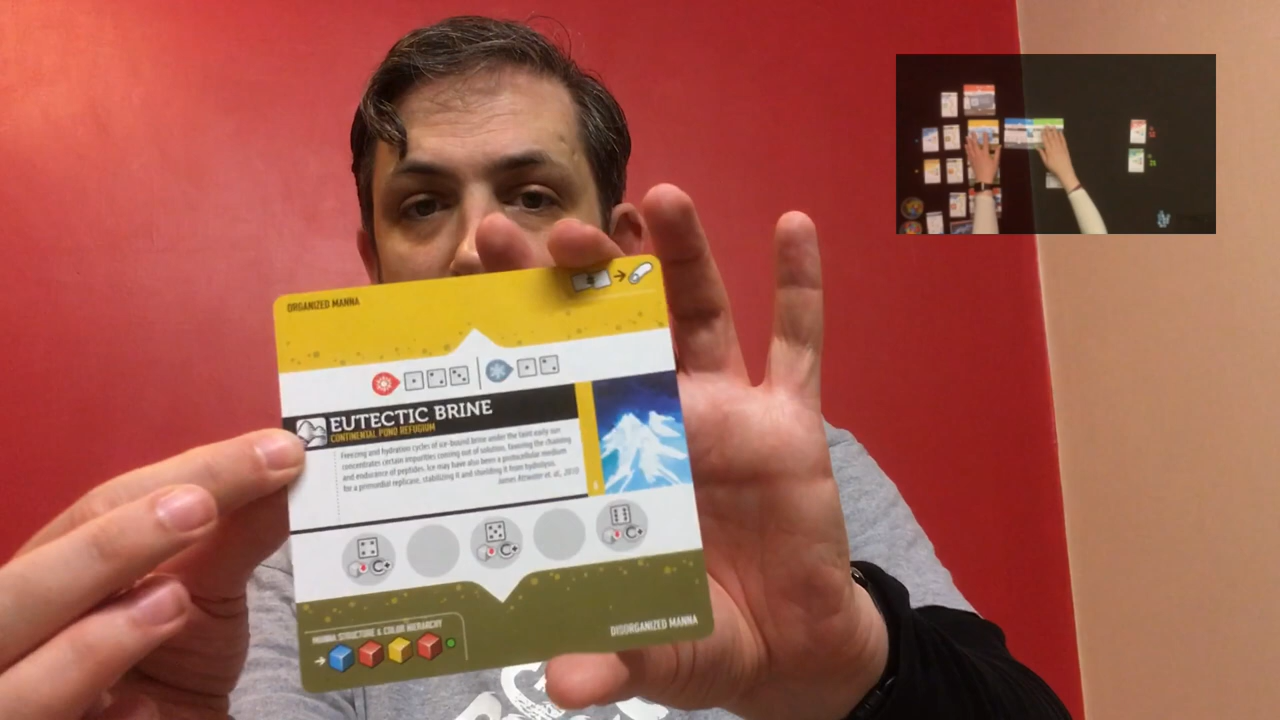 ORGANIZED MANNA
EUTECTIC BRINE
CONTINENTAL POND REFUGIUM
Freezing and hydration cycles of ice-bound brine under the faint early sun
concentrates certain impurities coming out of solution, favoring the chaining
and endurance of peptides. Ice may have also been a protocellular medium
for a primordial replicase, stabilizing it and shielding it from hydrolysis.
James Attwater et. al., 2010
6
C+ C+ C+
MANNA STRUCTURE & COLOR HIERARCHY
DISORGANIZED MANNA